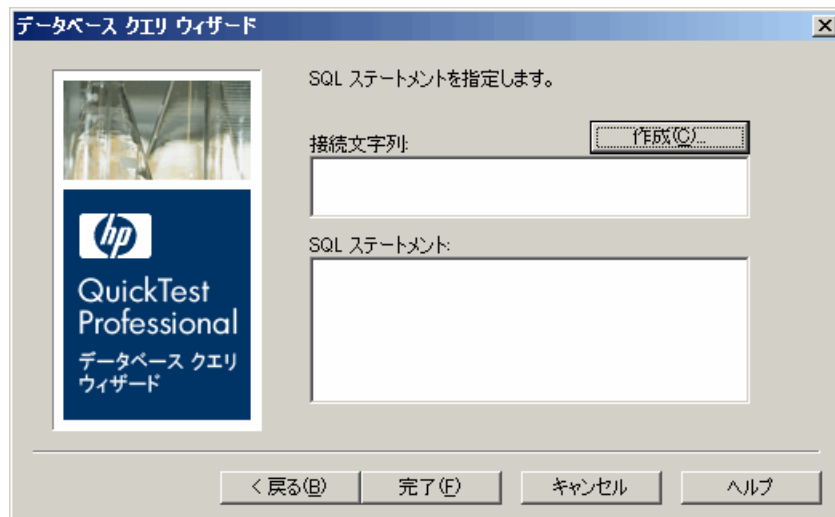 データベース クエリ ウィザード
SQL ステートメントを指定します。
接続文字列:
作成(C)...
SQL ステートメント:
hp
QuickTest
Professional
データベース クエリ
ウィザード
< 戻る(B)
完了(F)
キャンセル
ヘルプ